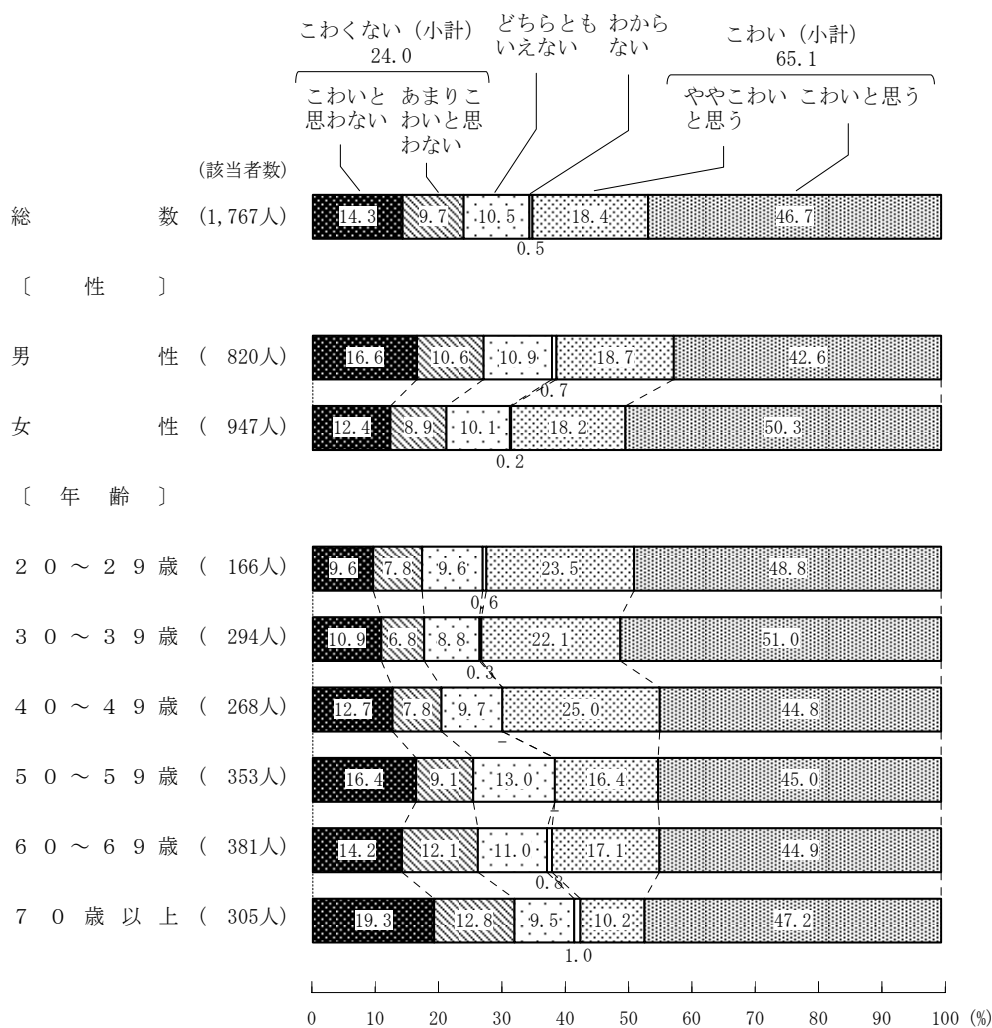 こわくない（小計）
24.0
どちらとも
いえない
わから
ない
こわい（小計）
65.1
こわいと
思わない
あまりこ
わいと思
わない
ややこわい
と思う
こわいと思う
(該当者数)
総 数 (1,767人) 14.3 9.7 10.5 18.4 46.7
0.5
〔 性 〕
男 性 ( 820人) 16.6 10.6 10.9 18.7 42.6
0.7
女 性 ( 947人) 12.4 8.9 10.1 18.2 50.3
0.2
〔 年 齢 〕
２０～２９歳 ( 166人) 9.6 7.8 9.6 23.5 48.8
0.6
３０～３９歳 ( 294人) 10.9 6.8 8.8 22.1 51.0
0.3
４０～４９歳 ( 268人) 12.7 7.8 9.7 25.0 44.8
－
５０～５９歳 ( 353人) 16.4 9.1 13.0 16.4 45.0
－
６０～６９歳 ( 381人) 14.2 12.1 11.0 17.1 44.9
0.8
７０歳以上 ( 305人) 19.3 12.8 9.5 10.2 47.2
1.0
0 10 20 30 40 50 60 70 80 90 100 (%)